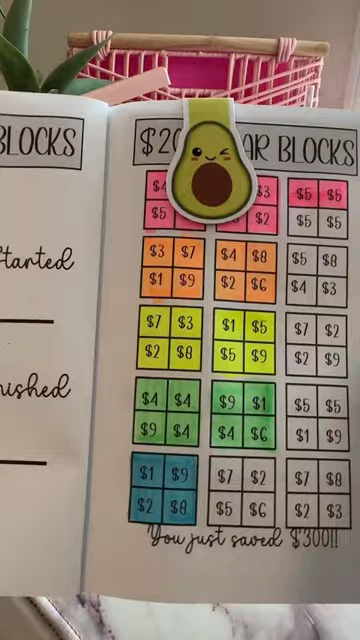 BLOCKS
tarted
nished
$20 AR BLOCKS
$4 $3 $5 $5
$5 $2 $5 $5
$3 $7 $4 $8 $5 $8
$1 $9 $2 $6 $4 $3
$7 $3 $1 $5 $7 $2
$2 $8 $5 $9 $2 $9
$4 $4 $9 $1 $5 $5
$9 $4 $4 $6 $1 $9
$1 $9 $7 $2 $7 $8
$2 $8 $5 $6 $2 $3
You just saved $300!!